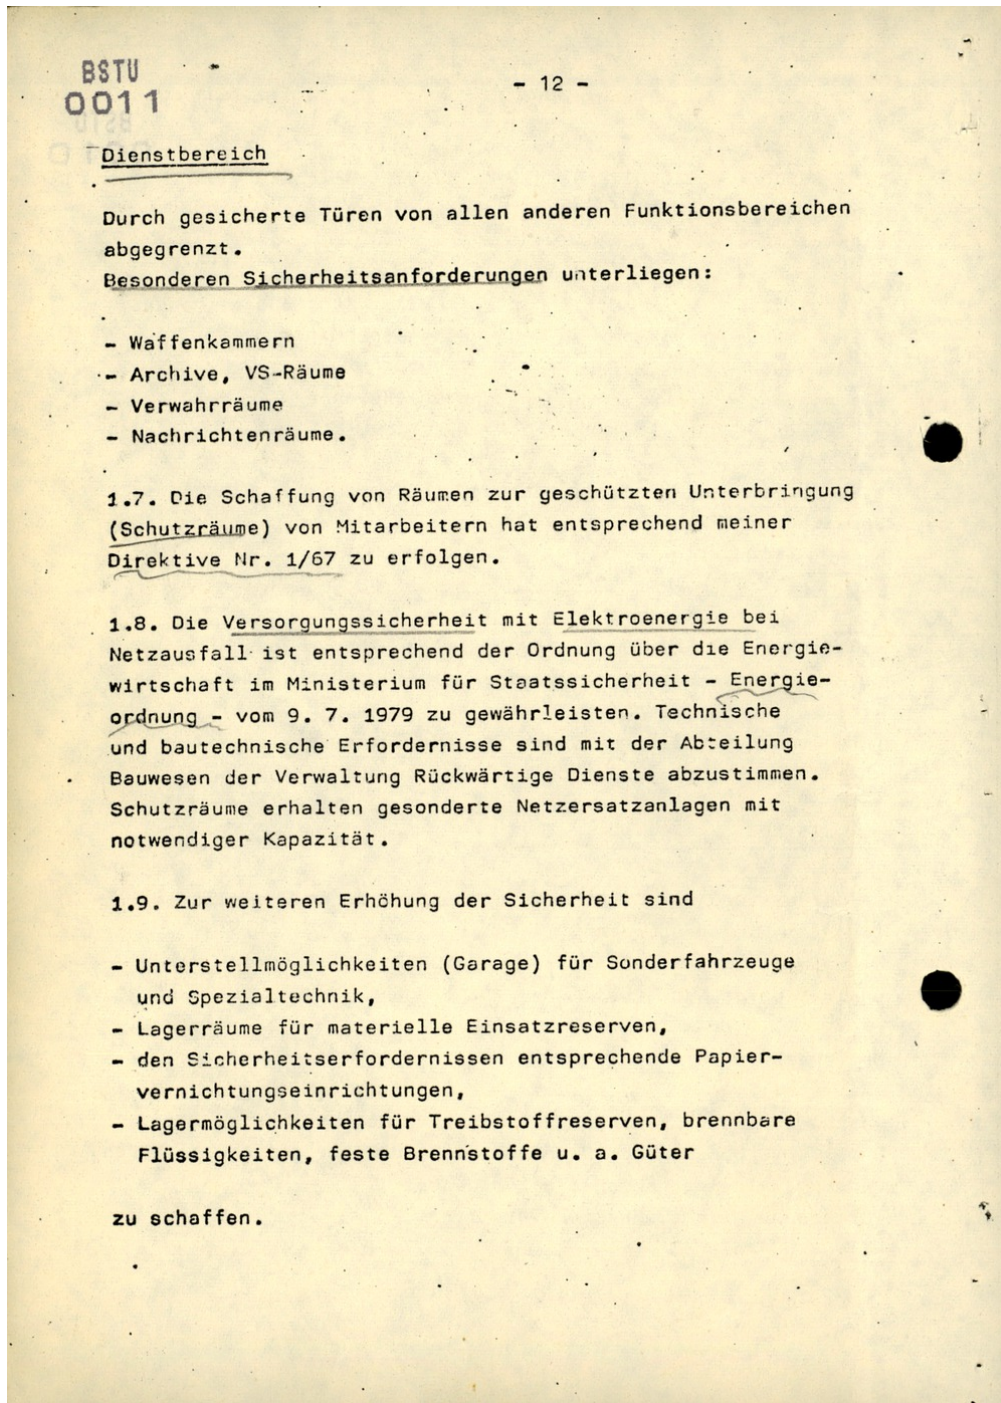 BSTU
0011
- 12 -
Dienstbereich
Durch gesicherte Türen von allen anderen Funktionsbereichen
abgegrenzt.
Besonderen Sicherheitsanforderungen unterliegen:
- Waffenkammern
- Archive, VS-Räume
- Verwahrräume
- Nachrichtenräume.
1.7. Die Schaffung von Räumen zur geschützten Unterbringung
(Schutzräume) von Mitarbeitern hat entsprechend meiner
Direktive Nr. 1/67 zu erfolgen.
1.8. Die Versorgungssicherheit mit Elektroenergie bei
Netzausfall ist entsprechend der Ordnung über die Energie-
wirtschaft im Ministerium für Staatssicherheit - Energie-
ordnung - vom 9. 7. 1979 zu gewährleisten. Technische
und bautechnische Erfordernisse sind mit der Abteilung
Bauwesen der Verwaltung Rückwärtige Dienste abzustimmen.
Schutzräume erhalten gesonderte Netzersatzanlagen mit
notwendiger Kapazität.
1.9. Zur weiteren Erhöhung der Sicherheit sind
- Unterstellmöglichkeiten (Garage) für Sonderfahrzeuge
und Spezialtechnik,
- Lagerräume für materielle Einsatzreserven,
- den Sicherheitserfordernissen entsprechende Papier-
vernichtungseinrichtungen,
- Lagermöglichkeiten für Treibstoffreserven, brennbare
Flüssigkeiten, feste Brennstoffe u. a. Güter
zu schaffen.